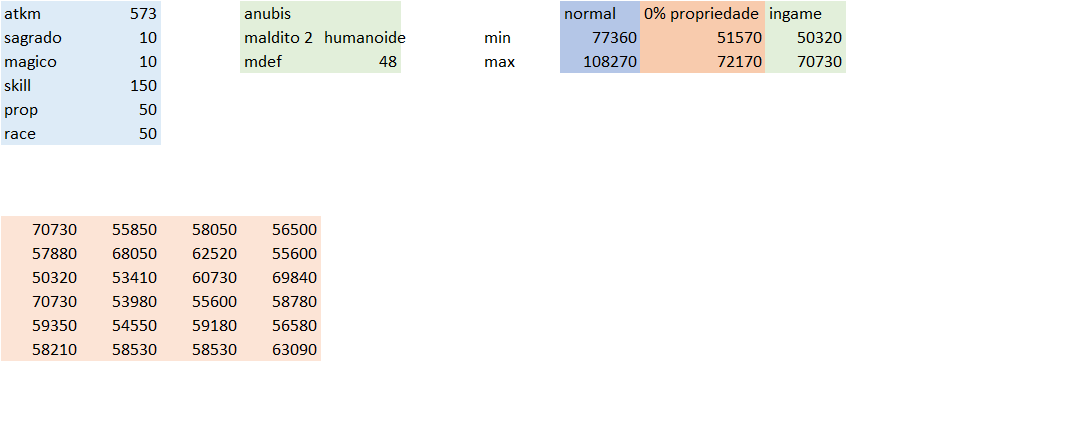 atkm 573 anubis normal 0% propriedade ingame
sagrado 10 maldito 2 humanoide min 77360 51570 50320
magico 10 mdef 48 max 108270 72170 70730
skill 150
prop 50
race 50
70730 55850 58050 56500
57880 68050 62520 55600
50320 53410 60730 69840
70730 53980 55600 58780
59350 54550 59180 56580
58210 58530 58530 63090